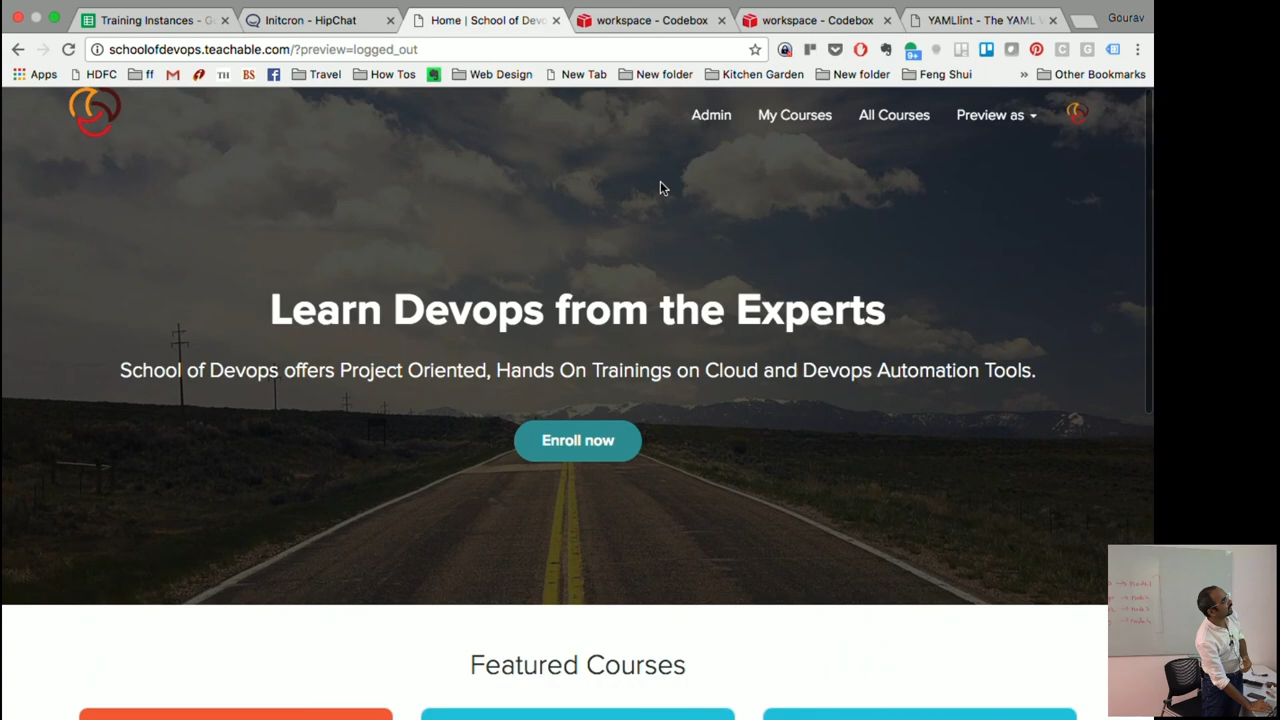 Training Instances - G
Initcron - HipChat
Home | School of Devo
workspace - Codebox
workspace - Codebox
YAMLlint - The YAML V
Gourav
schoolofdevops.teachable.com/?preview=logged_out
9+
Apps
HDFC
ff
TH
BS
Travel
How Tos
Web Design
New Tab
New folder
Kitchen Garden
New folder
Feng Shui
»
Other Bookmarks
Admin
My Courses
All Courses
Preview as
Learn Devops from the Experts
School of Devops offers Project Oriented, Hands On Trainings on Cloud and Devops Automation Tools.
Enroll now
Featured Courses